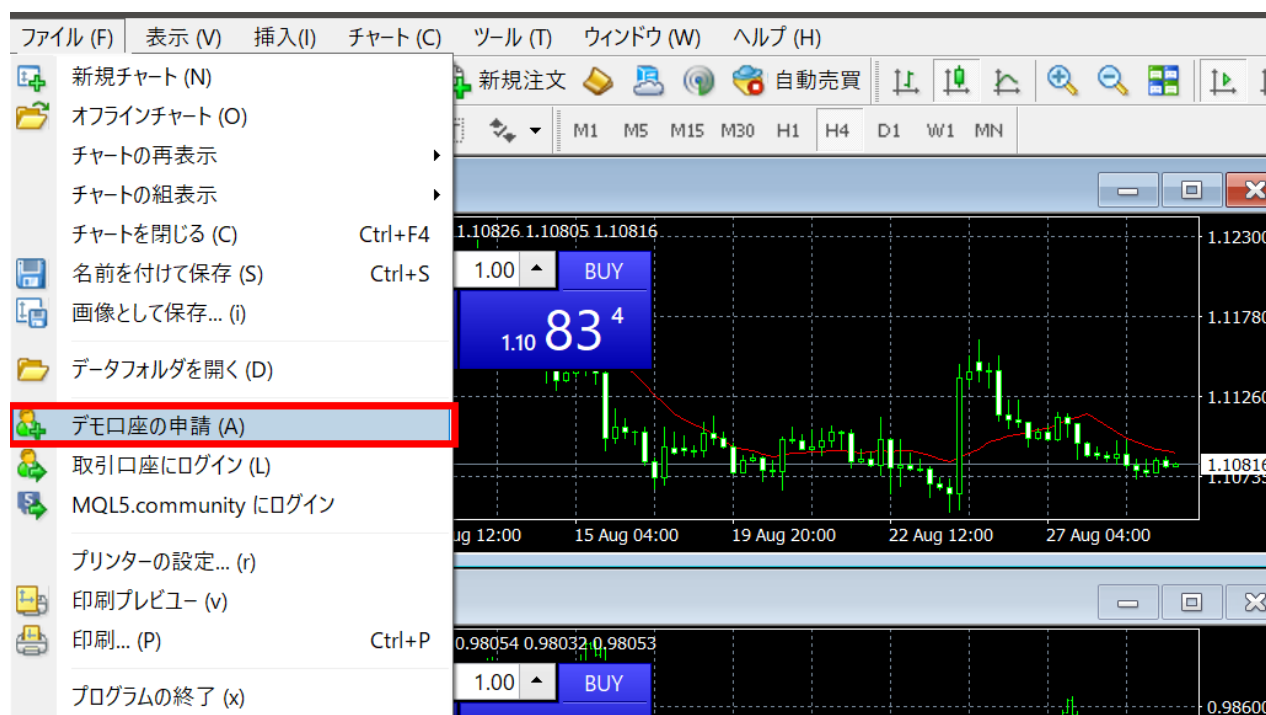 ファイル (F) 表示 (V) 挿入(I) チャート (C) ツール (T) ウィンドウ (W) ヘルプ (H)
新規チャート (N)
オフラインチャート (O)
チャートの再表示
チャートの組表示
チャートを閉じる (C) Ctrl+F4
名前を付けて保存 (S) Ctrl+S
画像として保存... (i)
データフォルダを開く (D)
デモ口座の申請 (A)
取引口座にログイン (L)
MQL5.community にログイン
プリンターの設定... (r)
印刷プレビュー (v)
印刷... (P) Ctrl+P
プログラムの終了 (x)
新規注文 自動売買
M1 M5 M15 M30 H1 H4 D1 W1 MN
1.10826 1.10805 1.10816
1.00 BUY
1.10 83 4
1.12300
1.11780
1.11260
1.10816
1.10735
12:00 15 Aug 04:00 19 Aug 20:00 22 Aug 12:00 27 Aug 04:00
0.98054 0.98032 0.98053
1.00 BUY
0.98600